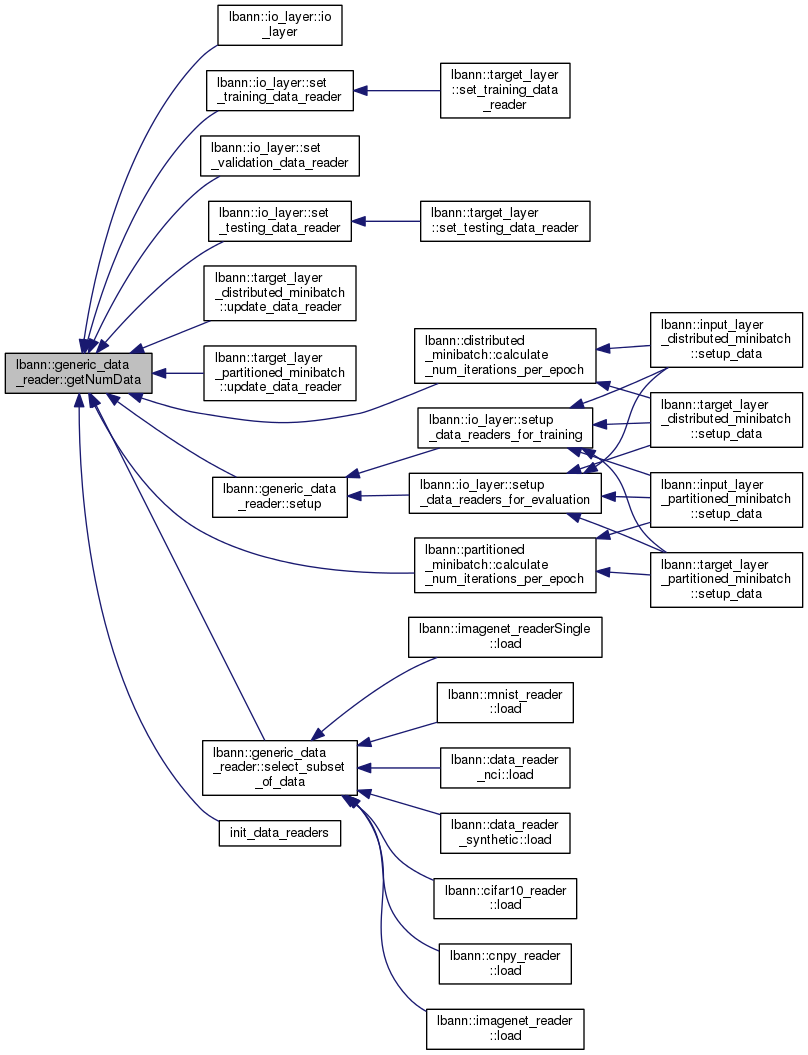 lbann::io_layer::io
_layer
lbann::io_layer::set
_training_data_reader
lbann::target_layer
::set_training_data
_reader
lbann::io_layer::set
_validation_data_reader
lbann::io_layer::set
_testing_data_reader
lbann::target_layer
::set_testing_data_reader
lbann::target_layer
_distributed_minibatch
::update_data_reader
lbann::generic_data
_reader::getNumData
lbann::target_layer
_partitioned_minibatch
::update_data_reader
lbann::distributed
_minibatch::calculate
_num_iterations_per_epoch
lbann::input_layer
_distributed_minibatch
::setup_data
lbann::io_layer::setup
_data_readers_for_training
lbann::target_layer
_distributed_minibatch
::setup_data
lbann::generic_data
_reader::setup
lbann::io_layer::setup
_data_readers_for_evaluation
lbann::input_layer
_partitioned_minibatch
::setup_data
lbann::partitioned
_minibatch::calculate
_num_iterations_per_epoch
lbann::target_layer
_partitioned_minibatch
::setup_data
lbann::imagenet_readerSingle
::load
lbann::mnist_reader
::load
lbann::generic_data
_reader::select_subset
_of_data
lbann::data_reader
_nci::load
lbann::data_reader
_synthetic::load
init_data_readers
lbann::cifar10_reader
::load
lbann::cnpy_reader
::load
lbann::imagenet_reader
::load